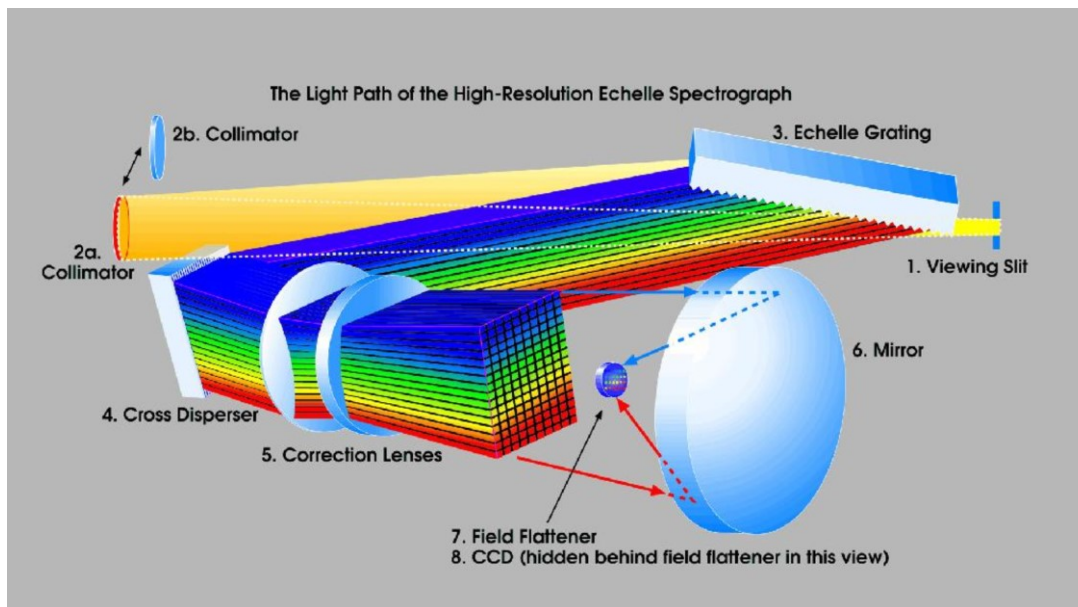 The Light Path of the High-Resolution Echelle Spectrograph
2b. Collimator
3. Echelle Grating
2a.
Collimator
1. Viewing Slit
6. Mirror
4. Cross Disperser
5. Correction Lenses
7. Field Flattener
8. CCD (hidden behind field flattener in this view)